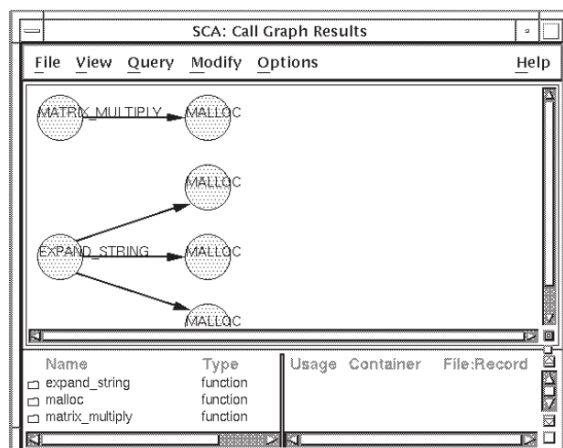 SCA: Call Graph Results
File View Query Modify Options Help
MATRIX_MULTIPLY MALLOC
MALLOC
EXPAND_STRING MALLOC
MALLOC
Name Type Usage Container File:Record
expand_string function
malloc function
matrix_multiply function